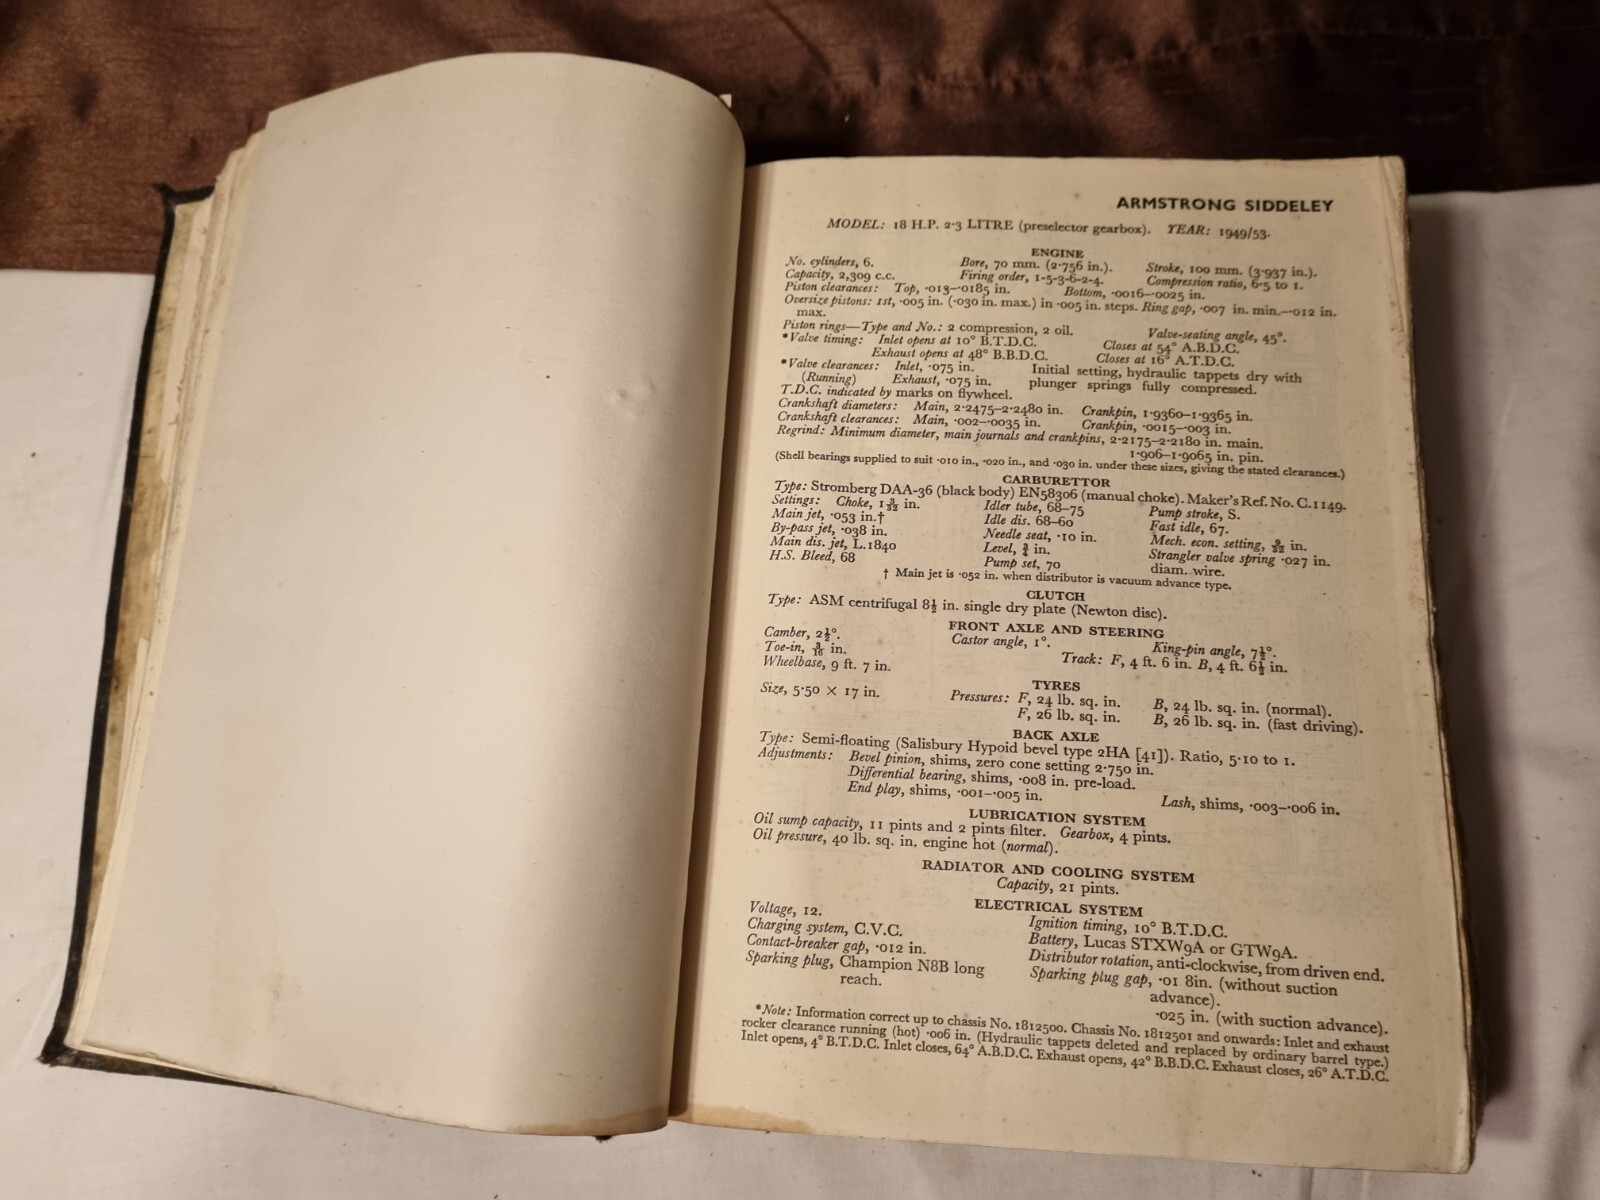 ARMSTRONG SIDDELEY
MODEL: 18 H.P. 2·3 LITRE (preselector gearbox). YEAR: 1949/53·
ENGINE
No. cylinders, 6. Bore, 70 mm. (2·756 in.). Stroke, 100 mm. (3·937 in.).
Capacity, 2,309 c.c. Firing order, 1-5-3-6-2-4. Compression ratio, 6·5 to 1.
Piston clearances: Top, ·013–·0185 in. Bottom, ·0016–·0025 in.
Oversize pistons: 1st, ·005 in. (·030 in. max.) in ·005 in. steps. Ring gap, ·007 in. min.–·012 in.
max.
Piston rings—Type and No.: 2 compression, 2 oil. Valve-seating angle, 45°.
*Valve timing: Inlet opens at 10° B.T.D.C. Closes at 54° A.B.D.C.
Exhaust opens at 48° B.B.D.C. Closes at 16° A.T.D.C.
*Valve clearances: Inlet, ·075 in. Initial setting, hydraulic tappets dry with
(Running) Exhaust, ·075 in. plunger springs fully compressed.
T.D.C. indicated by marks on flywheel.
Crankshaft diameters: Main, 2·2475–2·2480 in. Crankpin, 1·9360–1·9365 in.
Crankshaft clearances: Main, ·002–·0035 in. Crankpin, ·0015–·003 in.
Regrind: Minimum diameter, main journals and crankpins, 2·2175–2·2180 in. main.
1·906–1·9065 in. pin.
(Shell bearings supplied to suit ·010 in., ·020 in., and ·030 in. under these sizes, giving the stated clearances.)
CARBURETTOR
Type: Stromberg DAA-36 (black body) EN58306 (manual choke). Maker's Ref. No. C.1149.
Settings: Choke, 1 9/32 in. Idler tube, 68–75 Pump stroke, S.
Main jet, ·053 in.† Idle dis. 68–60 Fast idle, 67.
By-pass jet, ·038 in. Needle seat, ·10 in. Mech. econ. setting, 9/32 in.
Main dis. jet, L.1840 Level, ¾ in. Strangler valve spring ·027 in.
H.S. Bleed, 68 Pump set, 70 diam. wire.
† Main jet is ·052 in. when distributor is vacuum advance type.
CLUTCH
Type: ASM centrifugal 8½ in. single dry plate (Newton disc).
FRONT AXLE AND STEERING
Camber, 2½°. Castor angle, 1°. King-pin angle, 7½°.
Toe-in, 3/16 in. Track: F, 4 ft. 6 in. B, 4 ft. 6½ in.
Wheelbase, 9 ft. 7 in.
TYRES
Size, 5·50 × 17 in. Pressures: F, 24 lb. sq. in. B, 24 lb. sq. in. (normal).
F, 26 lb. sq. in. B, 26 lb. sq. in. (fast driving).
BACK AXLE
Type: Semi-floating (Salisbury Hypoid bevel type 2HA [41]). Ratio, 5·10 to 1.
Adjustments: Bevel pinion, shims, zero cone setting 2·750 in.
Differential bearing, shims, ·008 in. pre-load.
End play, shims, ·001–·005 in. Lash, shims, ·003–·006 in.
LUBRICATION SYSTEM
Oil sump capacity, 11 pints and 2 pints filter. Gearbox, 4 pints.
Oil pressure, 40 lb. sq. in. engine hot (normal).
RADIATOR AND COOLING SYSTEM
Capacity, 21 pints.
ELECTRICAL SYSTEM
Voltage, 12. Ignition timing, 10° B.T.D.C.
Charging system, C.V.C. Battery, Lucas STXW9A or GTW9A.
Contact-breaker gap, ·012 in. Distributor rotation, anti-clockwise, from driven end.
Sparking plug, Champion N8B long Sparking plug gap, ·01 8in. (without suction
reach. advance).
·025 in. (with suction advance).
*Note: Information correct up to chassis No. 1812500. Chassis No. 1812501 and onwards: Inlet and exhaust
rocker clearance running (hot) ·006 in. (Hydraulic tappets deleted and replaced by ordinary barrel type.)
Inlet opens, 4° B.T.D.C. Inlet closes, 64° A.B.D.C. Exhaust opens, 42° B.B.D.C. Exhaust closes, 26° A.T.D.C.